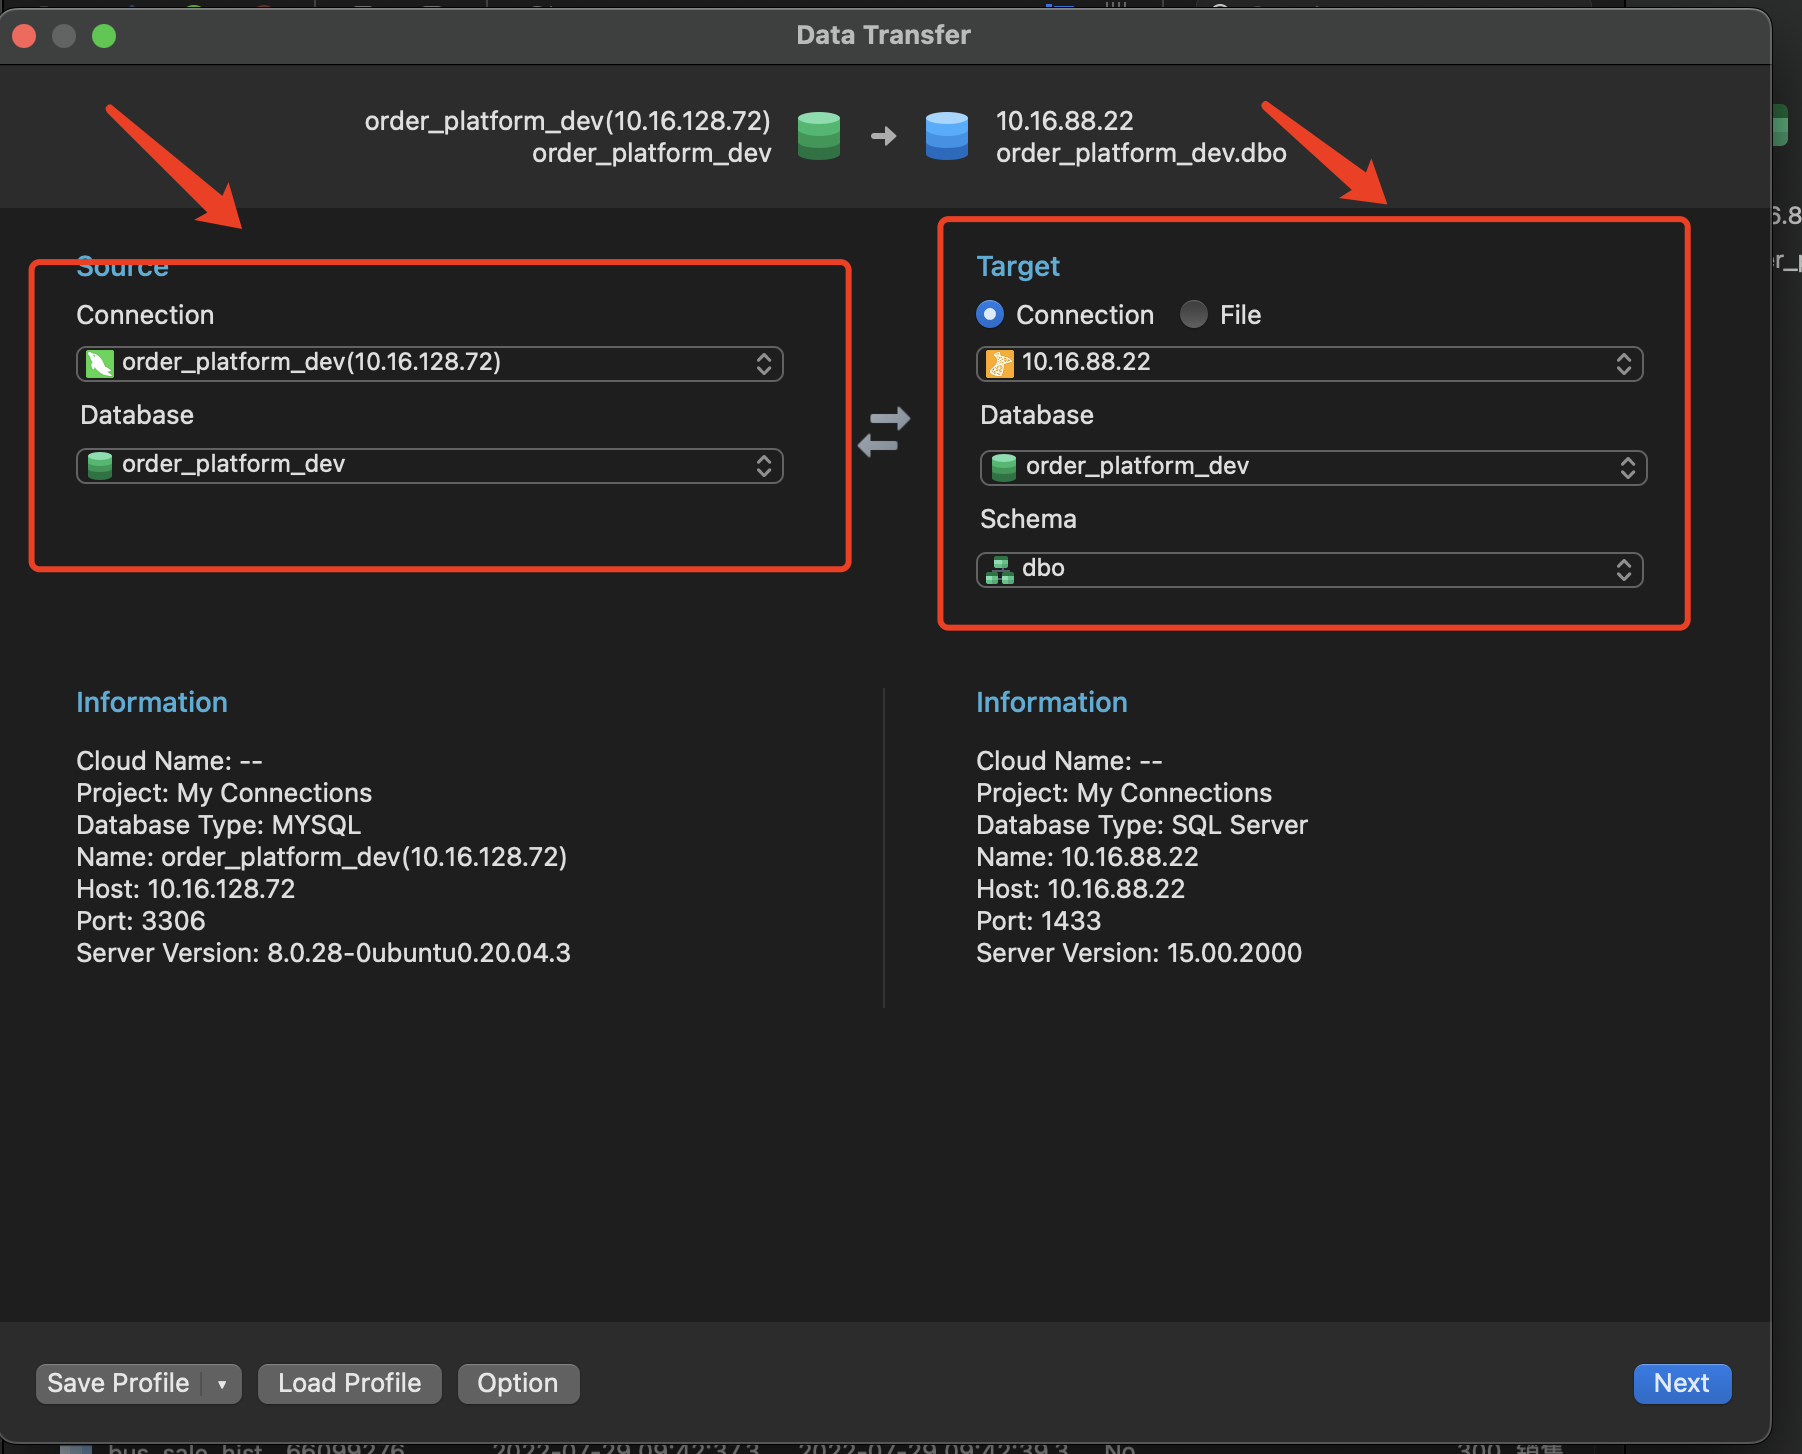 Data Transfer
order_platform_dev(10.16.128.72)
order_platform_dev
10.16.88.22
order_platform_dev.dbo
Source
Connection
order_platform_dev(10.16.128.72)
Database
order_platform_dev
Target
Connection File
10.16.88.22
Database
order_platform_dev
Schema
dbo
Information
Cloud Name: --
Project: My Connections
Database Type: MYSQL
Name: order_platform_dev(10.16.128.72)
Host: 10.16.128.72
Port: 3306
Server Version: 8.0.28-0ubuntu0.20.04.3
Information
Cloud Name: --
Project: My Connections
Database Type: SQL Server
Name: 10.16.88.22
Host: 10.16.88.22
Port: 1433
Server Version: 15.00.2000
Save Profile
Load Profile
Option
Next